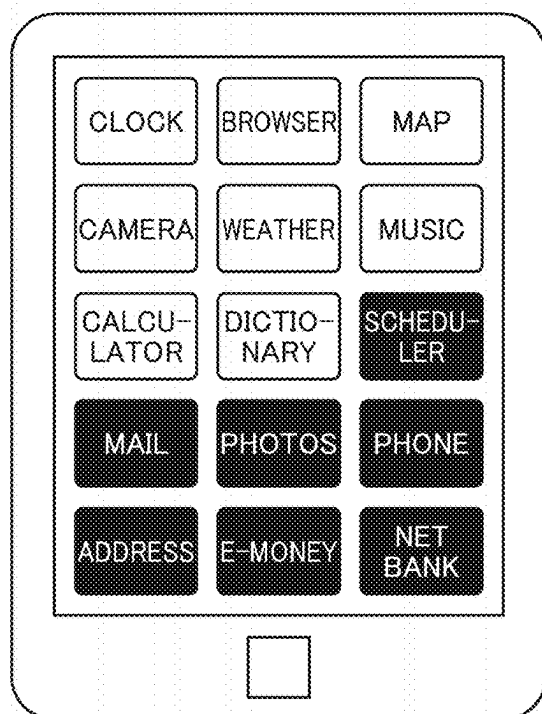 CLOCK BROWSER MAP
CAMERA WEATHER MUSIC
CALCU-
LATOR
DICTIO-
NARY
SCHEDU-
LER
MAIL PHOTOS PHONE
ADDRESS E-MONEY
NET
BANK